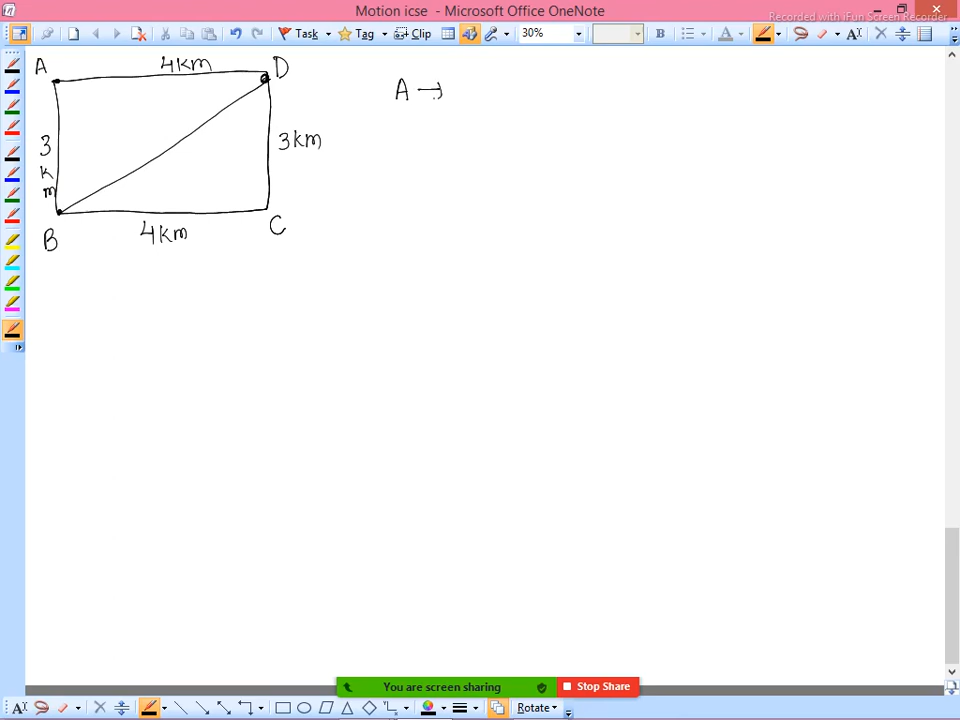 Motion icse - Microsoft Office OneNote
Recorded with iFun Screen Recorder
Task Tag Clip 30% B A A
A 4km D A →
3 km 3km
B 4km C
You are screen sharing Stop Share
A Rotate